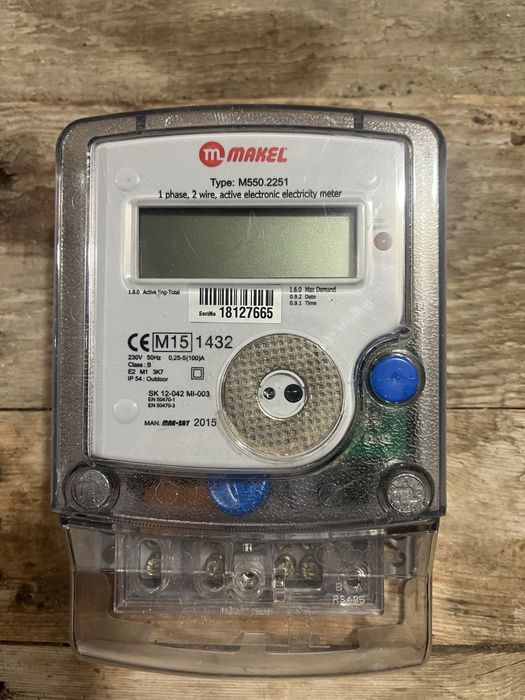 m MAKEL
Type: M550.2251
1 phase, 2 wire, active electronic electricity meter
1.8.0 Active Eng-Total
1.6.0 Max Demand
0.9.2 Date
0.9.1 Time
SeriNo 18127665
CE M15 1432
230V 50Hz 0,25-5(100)A
Class : B
E2 M1 3K7
IP 54 : Outdoor
SK 12-042 MI-003
EN 50470-1
EN 50470-3
MAN: MAK-SAY 2015
B A
RS485